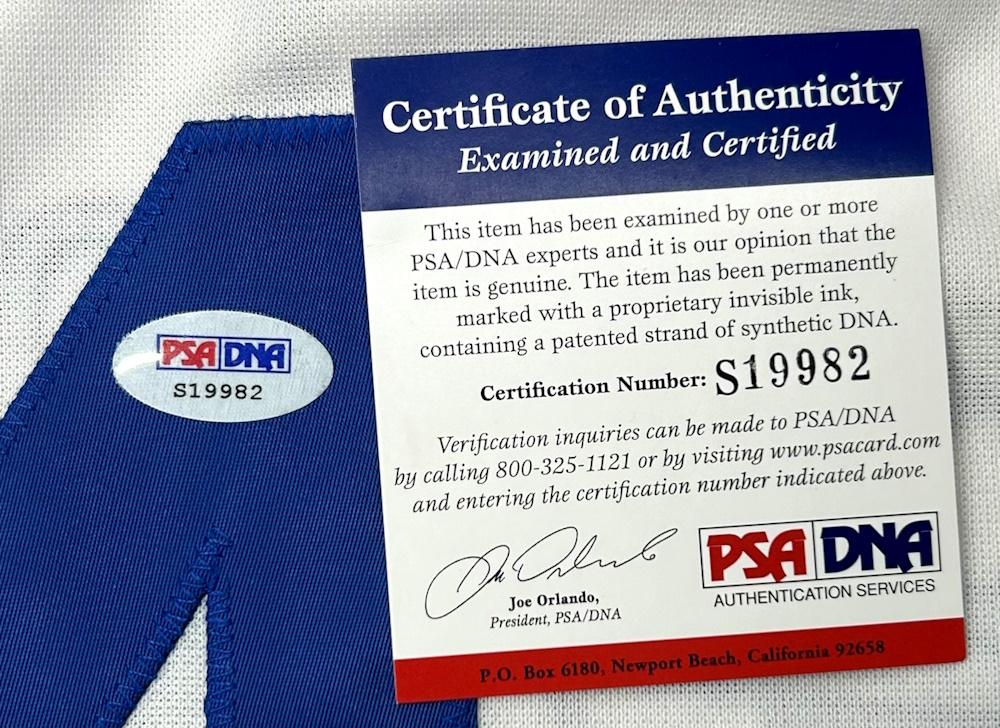 Certificate of Authenticity
Examined and Certified
This item has been examined by one or more
PSA/DNA experts and it is our opinion that the
item is genuine. The item has been permanently
marked with a proprietary invisible ink,
containing a patented strand of synthetic DNA.
Certification Number: S19982
Verification inquiries can be made to PSA/DNA
by calling 800-325-1121 or by visiting www.psacard.com
and entering the certification number indicated above.
Joe Orlando,
President, PSA/DNA
PSA DNA
AUTHENTICATION SERVICES
P.O. Box 6180, Newport Beach, California 92658
PSA DNA
S19982